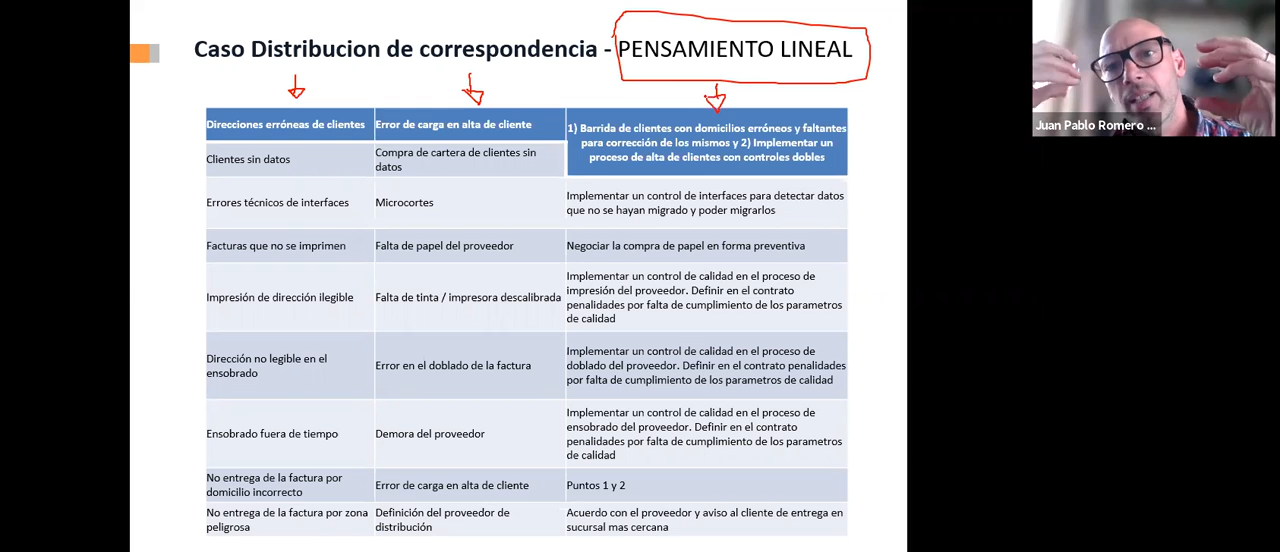 Caso Distribucion de correspondencia - PENSAMIENTO LINEAL
Juan Pablo Romero ...
Direcciones erróneas de clientes
Error de carga en alta de cliente
1) Barrida de clientes con domicilios erróneos y faltantes
para corrección de los mismos y 2) Implementar un
proceso de alta de clientes con controles dobles
Clientes sin datos
Compra de cartera de clientes sin
datos
Errores técnicos de interfaces
Microcortes
Implementar un control de interfaces para detectar datos
que no se hayan migrado y poder migrarlos
Facturas que no se imprimen
Falta de papel del proveedor
Negociar la compra de papel en forma preventiva
Impresión de dirección ilegible
Falta de tinta / impresora descalibrada
Implementar un control de calidad en el proceso de
impresión del proveedor. Definir en el contrato
penalidades por falta de cumplimiento de los parametros
de calidad
Dirección no legible en el
ensobrado
Error en el doblado de la factura
Implementar un control de calidad en el proceso de
doblado del proveedor. Definir en el contrato penalidades
por falta de cumplimiento de los parametros de calidad
Ensobrado fuera de tiempo
Demora del proveedor
Implementar un control de calidad en el proceso de
ensobrado del proveedor. Definir en el contrato
penalidades por falta de cumplimiento de los parametros
de calidad
No entrega de la factura por
domicilio incorrecto
Error de carga en alta de cliente
Puntos 1 y 2
No entrega de la factura por zona
peligrosa
Definición del proveedor de
distribución
Acuerdo con el proveedor y aviso al cliente de entrega en
sucursal mas cercana